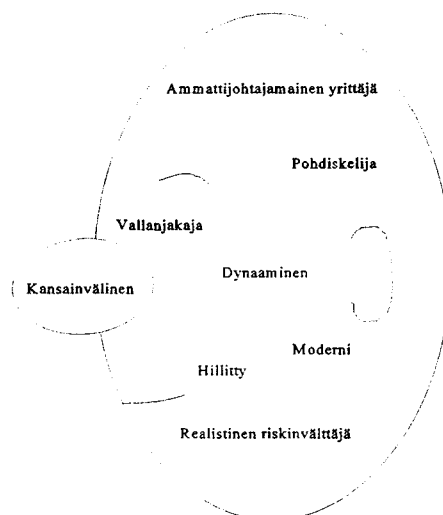 Ammattijohtajamainen yrittäjä
Pohdiskelija
Vallanjakaja
Dynaaminen
Kansainvälinen
Moderni
Hillitty
Realistinen riskinvälttäjä